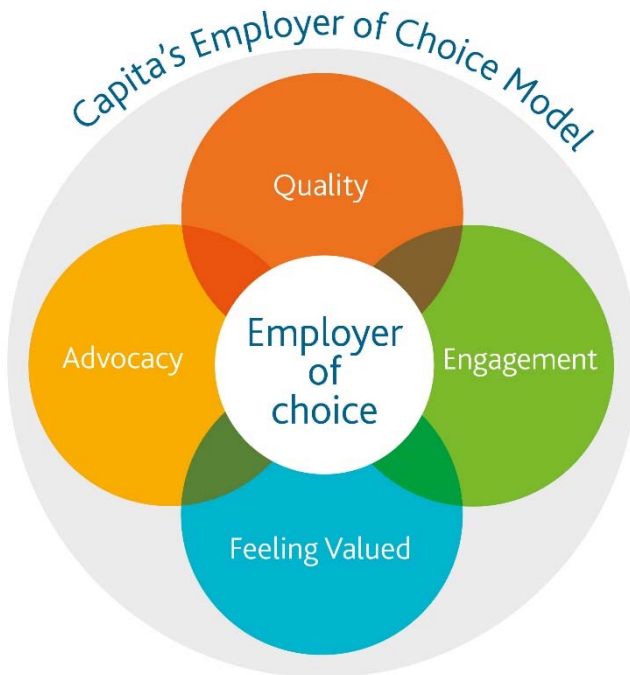 Capita's Employer of Choice Model
Quality
Advocacy
Employer
of
choice
Engagement
Feeling Valued